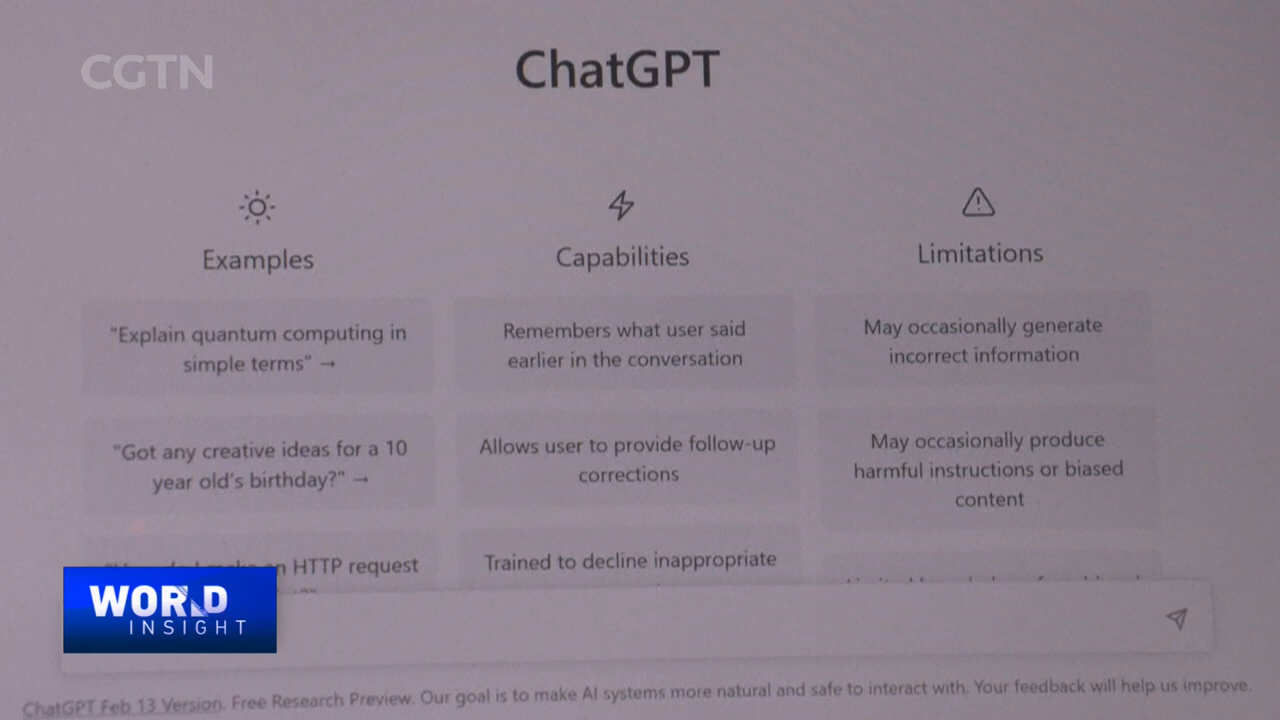 CGTN
ChatGPT
Examples
"Explain quantum computing in
simple terms" →
"Got any creative ideas for a 10
year old's birthday?" →
HTTP request
Capabilities
Remembers what user said
earlier in the conversation
Allows user to provide follow-up
corrections
Trained to decline inappropriate
Limitations
May occasionally generate
incorrect information
May occasionally produce
harmful instructions or biased
content
WORLD
INSIGHT
ChatGPT Feb 13 Version. Free Research Preview. Our goal is to make AI systems more natural and safe to interact with. Your feedback will help us improve.